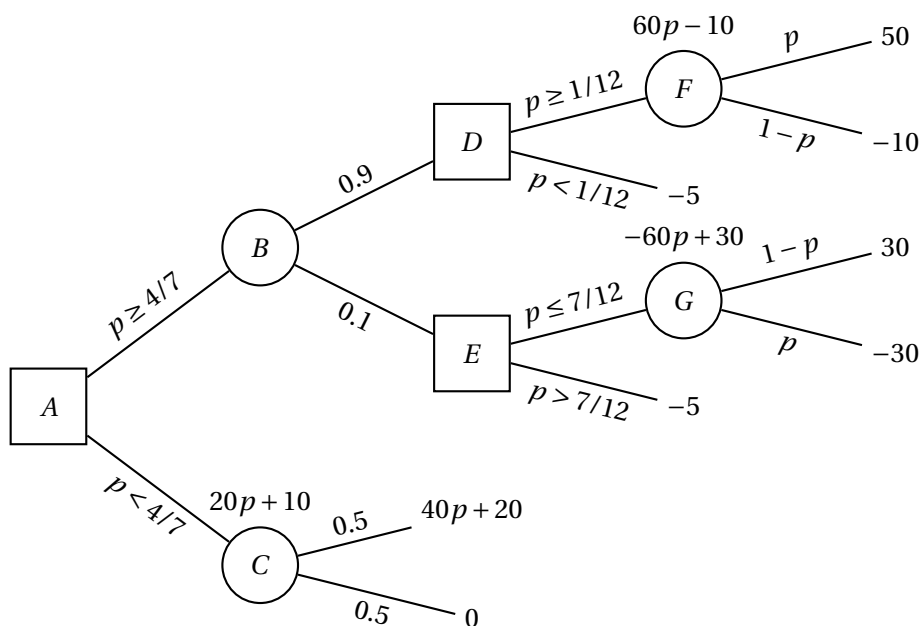 60p − 10
p
50
F
p ≥ 1/12
1 − p
−10
D
0.9
p < 1/12
−5
B
−60p + 30
1 − p
30
p ≥ 4/7
0.1
p ≤ 7/12
G
E
p
−30
p > 7/12
−5
A
p < 4/7
20p + 10
0.5
40p + 20
C
0.5
0